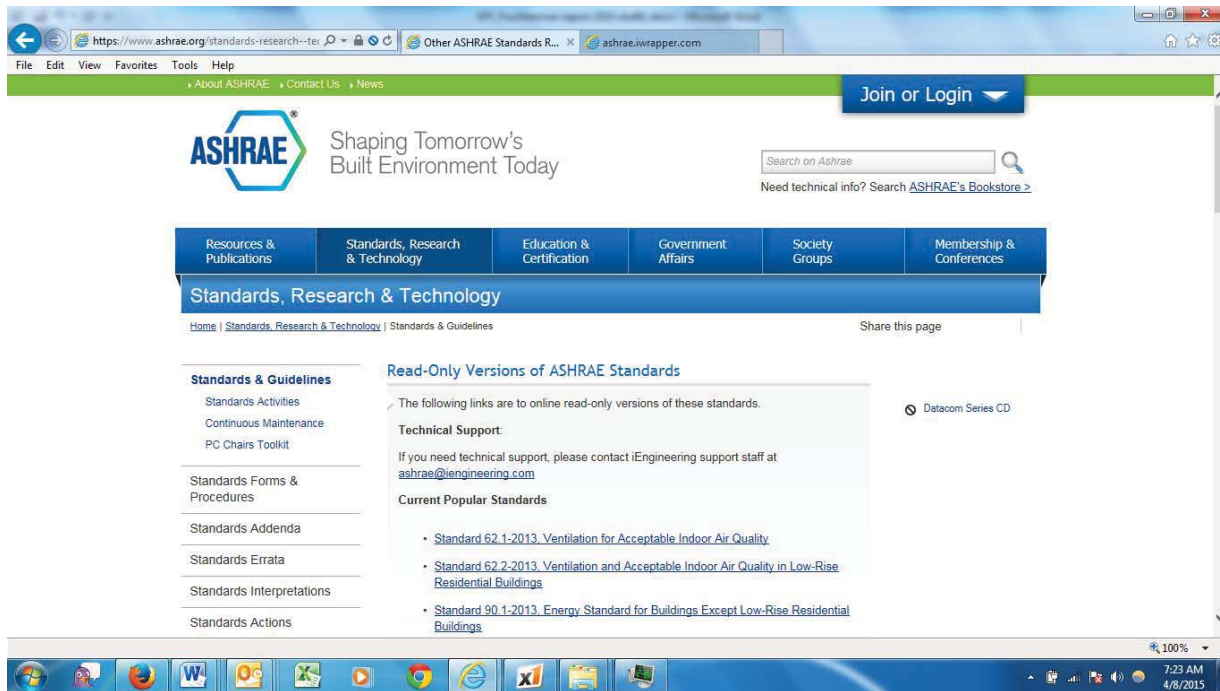 https://www.ashrae.org/standards-research--tec
Other ASHRAE Standards R...
ashrae.iwrapper.com
File Edit View Favorites Tools Help
About ASHRAE Contact Us News
Join or Login
ASHRAE
Shaping Tomorrow's
Built Environment Today
Search on Ashrae
Need technical info? Search ASHRAE's Bookstore >
Resources &
Publications
Standards, Research
& Technology
Education &
Certification
Government
Affairs
Society
Groups
Membership &
Conferences
Standards, Research & Technology
Home | Standards, Research & Technology | Standards & Guidelines
Share this page
Standards & Guidelines
Standards Activities
Continuous Maintenance
PC Chairs Toolkit
Standards Forms &
Procedures
Standards Addenda
Standards Errata
Standards Interpretations
Standards Actions
Read-Only Versions of ASHRAE Standards
The following links are to online read-only versions of these standards.
Technical Support:
If you need technical support, please contact iEngineering support staff at
ashrae@iengineering.com
Current Popular Standards
• Standard 62.1-2013, Ventilation for Acceptable Indoor Air Quality
• Standard 62.2-2013, Ventilation and Acceptable Indoor Air Quality in Low-Rise
Residential Buildings
• Standard 90.1-2013, Energy Standard for Buildings Except Low-Rise Residential
Buildings
Datacom Series CD
100%
7:23 AM
4/8/2015